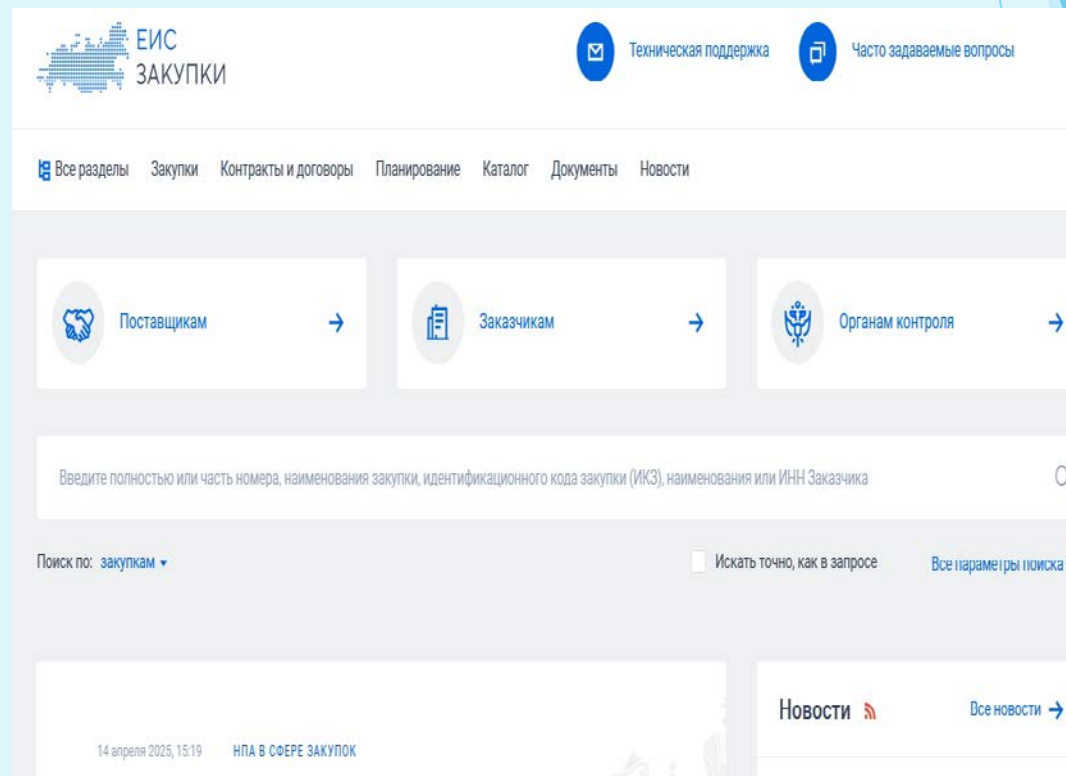 ЕИС
ЗАКУПКИ
Техническая поддержка
Часто задаваемые вопросы
Все разделы Закупки Контракты и договоры Планирование Каталог Документы Новости
Поставщикам
Заказчикам
Органам контроля
Введите полностью или часть номера, наименования закупки, идентификационного кода закупки (ИКЗ), наименования или ИНН Заказчика
Поиск по: закупкам
Искать точно, как в запросе
Все параметры поиска
Новости
Все новости
14 апреля 2025, 15:19 НПА В СФЕРЕ ЗАКУПОК